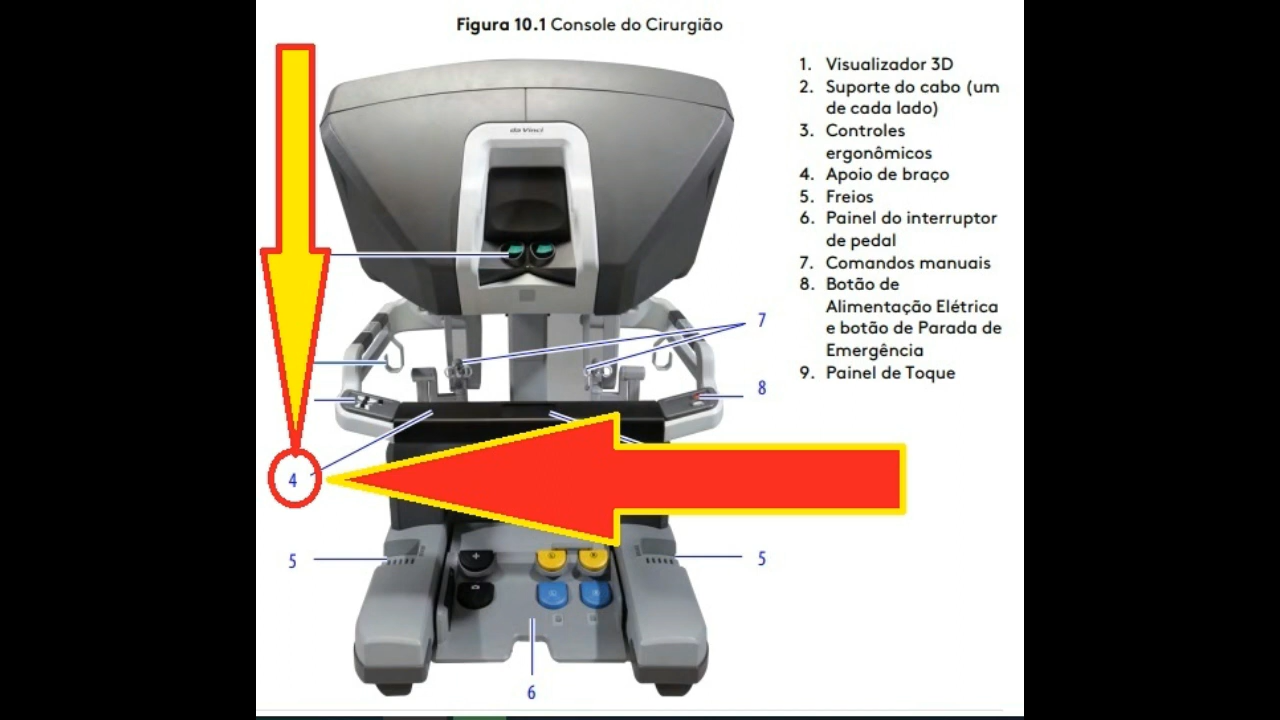 Figura 10.1 Console do Cirurgião
1. Visualizador 3D
2. Suporte do cabo (um
de cada lado)
3. Controles
ergonômicos
4. Apoio de braço
5. Freios
6. Painel do interruptor
de pedal
7. Comandos manuais
8. Botão de
Alimentação Elétrica
e botão de Parada de
Emergência
9. Painel de Toque
da Vinci
7
8
4
5
5
6